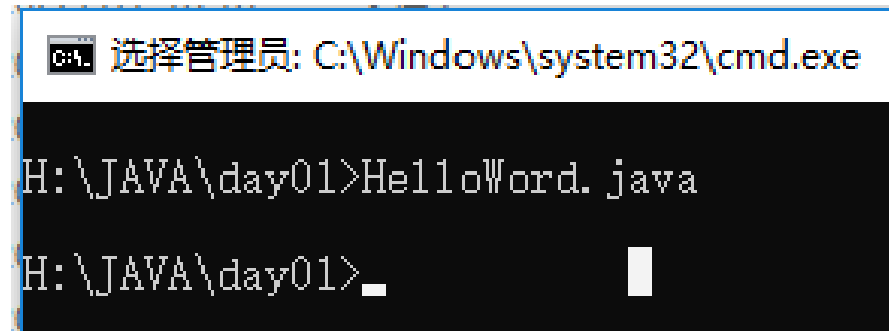 选择管理员: C:\Windows\system32\cmd.exe
H:\JAVA\day01>HelloWord.java
H:\JAVA\day01>